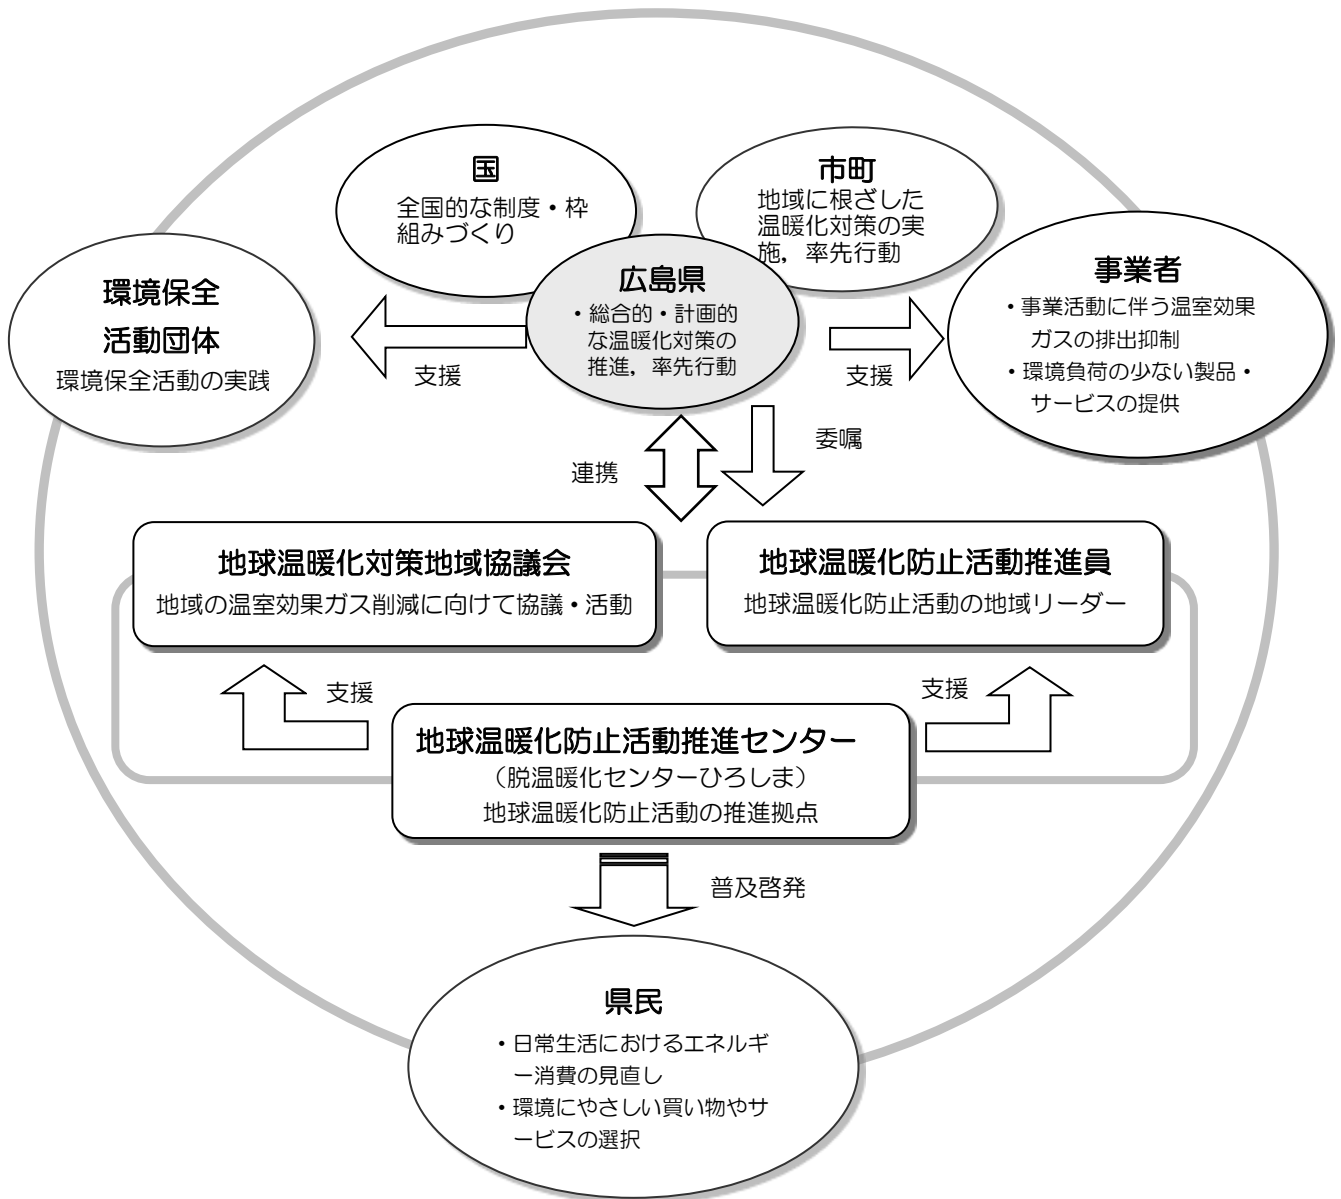 国
全国的な制度・枠
組みづくり
市町
地域に根ざした
温暖化対策の実
施，率先行動
広島県
・総合的・計画的
な温暖化対策の
推進，率先行動
環境保全
活動団体
環境保全活動の実践
事業者
・事業活動に伴う温室効果
ガスの排出抑制
・環境負荷の少ない製品・
サービスの提供
支援
支援
連携
委嘱
地球温暖化対策地域協議会
地域の温室効果ガス削減に向けて協議・活動
地球温暖化防止活動推進員
地球温暖化防止活動の地域リーダー
支援
支援
地球温暖化防止活動推進センター
（脱温暖化センターひろしま）
地球温暖化防止活動の推進拠点
普及啓発
県民
・日常生活におけるエネルギ
ー消費の見直し
・環境にやさしい買い物やサ
ービスの選択